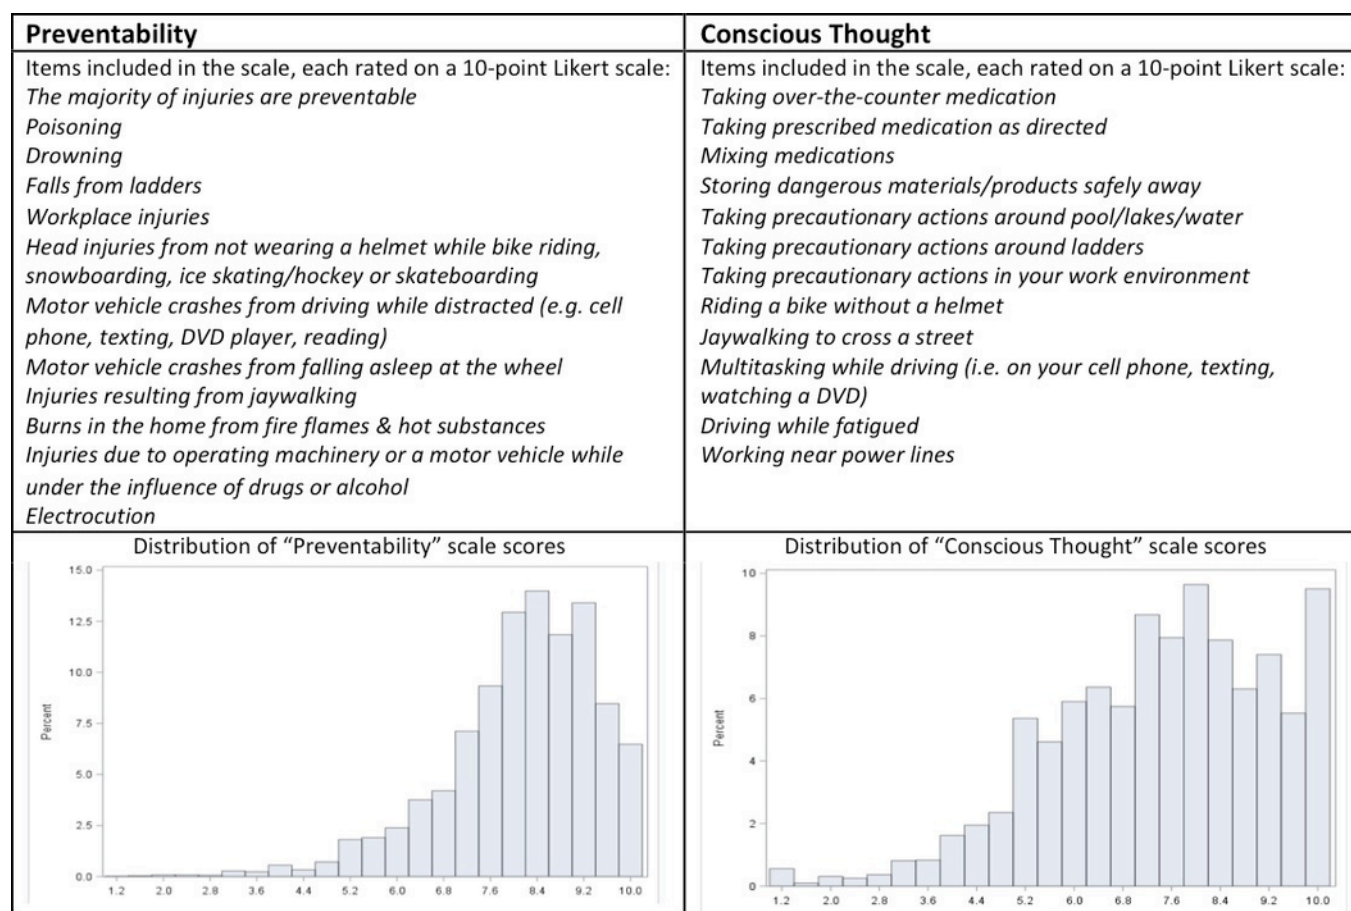 Preventability
Items included in the scale, each rated on a 10-point Likert scale:
The majority of injuries are preventable
Poisoning
Drowning
Falls from ladders
Workplace injuries
Head injuries from not wearing a helmet while bike riding,
snowboarding, ice skating/hockey or skateboarding
Motor vehicle crashes from driving while distracted (e.g. cell
phone, texting, DVD player, reading)
Motor vehicle crashes from falling asleep at the wheel
Injuries resulting from jaywalking
Burns in the home from fire flames & hot substances
Injuries due to operating machinery or a motor vehicle while
under the influence of drugs or alcohol
Electrocution
Conscious Thought
Items included in the scale, each rated on a 10-point Likert scale:
Taking over-the-counter medication
Taking prescribed medication as directed
Mixing medications
Storing dangerous materials/products safely away
Taking precautionary actions around pool/lakes/water
Taking precautionary actions around ladders
Taking precautionary actions in your work environment
Riding a bike without a helmet
Jaywalking to cross a street
Multitasking while driving (i.e. on your cell phone, texting,
watching a DVD)
Driving while fatigued
Working near power lines
Distribution of “Preventability” scale scores
15.0
12.5
10.0
7.5
5.0
2.5
0.0
Percent
1.2 2.0 2.8 3.6 4.4 5.2 6.0 6.8 7.6 8.4 9.2 10.0
Distribution of “Conscious Thought” scale scores
10
8
6
4
2
0
Percent
1.2 2.0 2.8 3.6 4.4 5.2 6.0 6.8 7.6 8.4 9.2 10.0